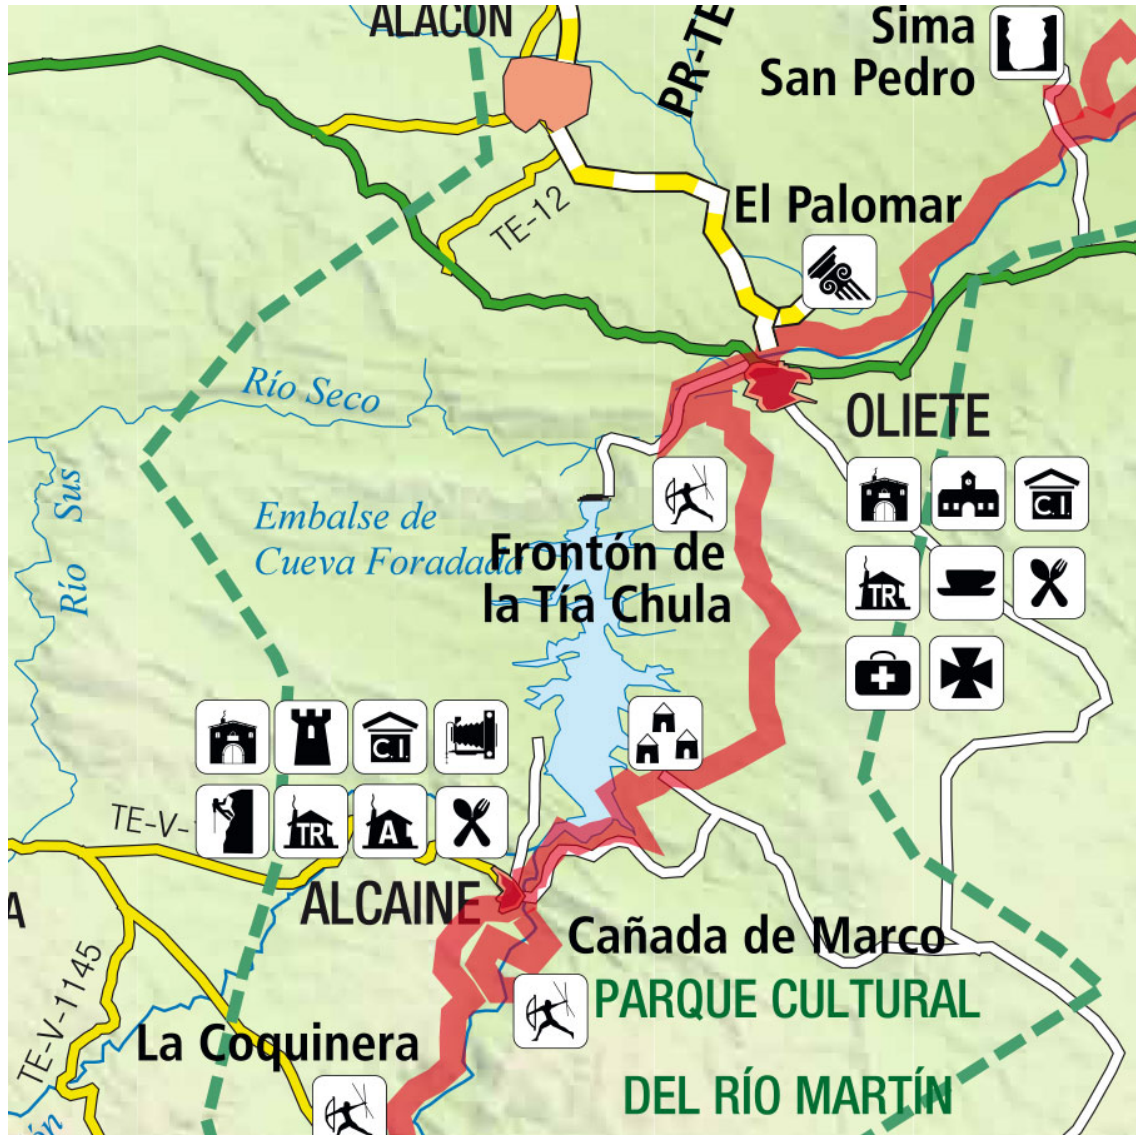 ALACÓN
PR-TE
Sima
San Pedro
El Palomar
TE-12
Río Seco
OLIETE
Río Sus
Embalse de
Cueva Foradada
Frontón de
la Tía Chula
C.I.
TR
C.I.
TE-V-
TR
A
ALCAINE
Cañada de Marco
PARQUE CULTURAL
TE-V-1145
La Coquinera
DEL RÍO MARTÍN